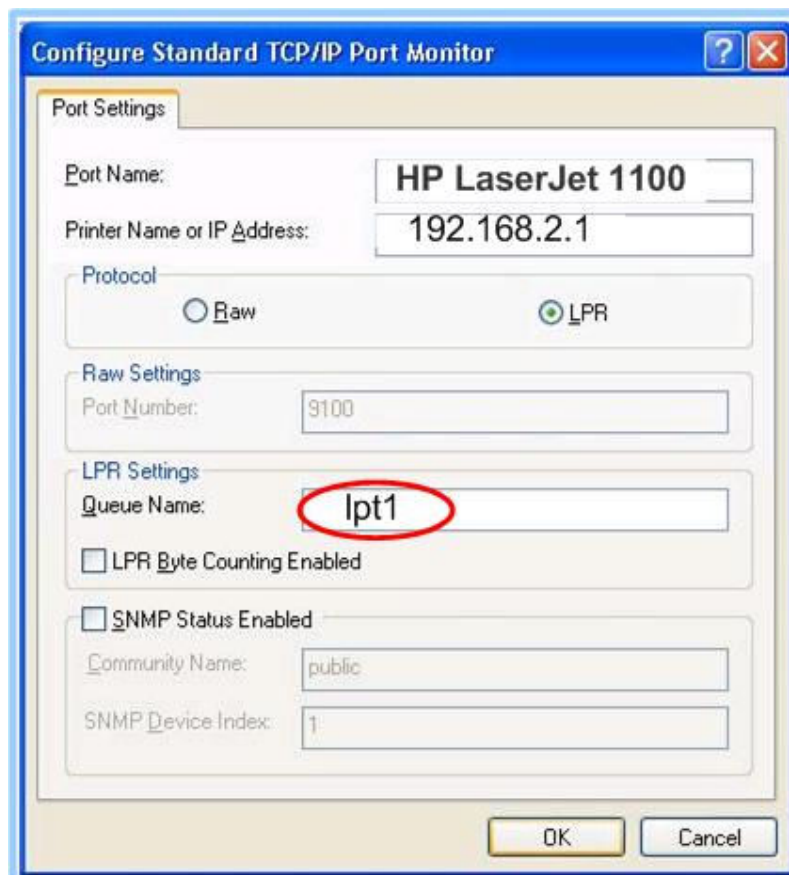 Configure Standard TCP/IP Port Monitor
Port Settings
Port Name: HP LaserJet 1100
Printer Name or IP Address: 192.168.2.1
Protocol
Raw LPR
Raw Settings
Port Number: 9100
LPR Settings
Queue Name: lpt1
LPR Byte Counting Enabled
SNMP Status Enabled
Community Name: public
SNMP Device Index: 1
OK Cancel